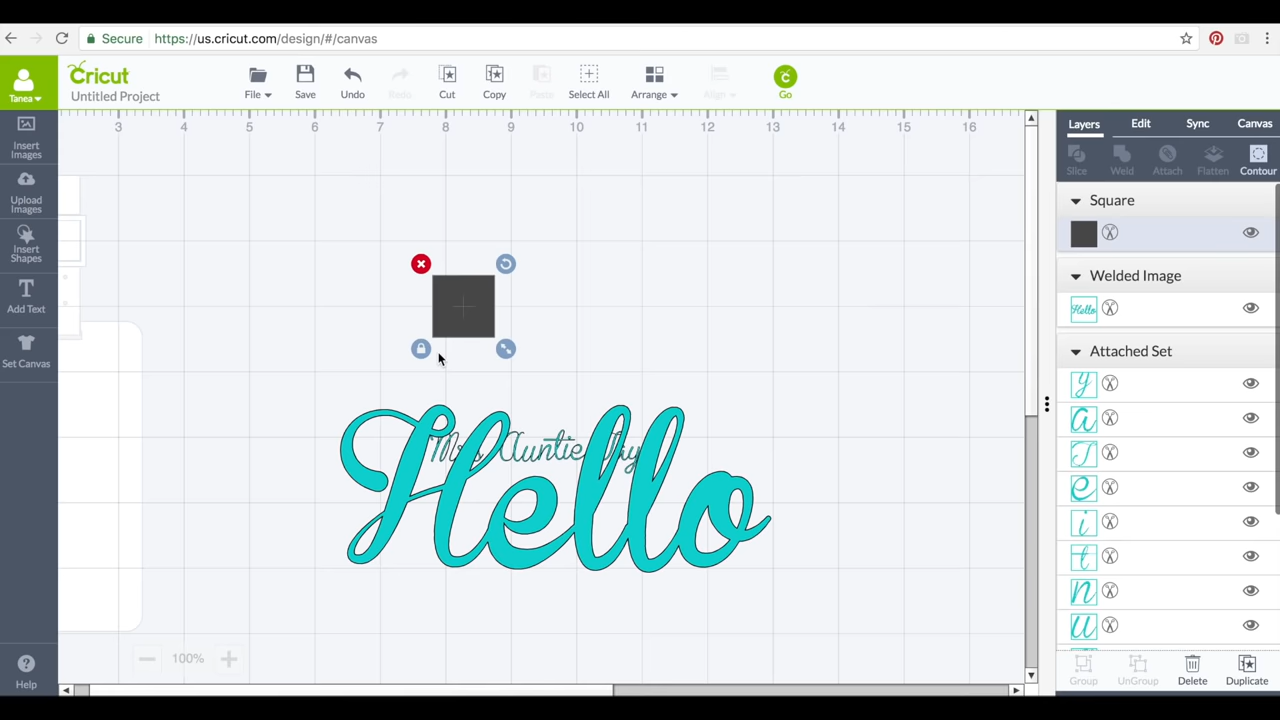 Secure https://us.cricut.com/design/#/canvas
Tanea
Cricut
Untitled Project
File
Save
Undo
Redo
Cut
Copy
Paste
Select All
Arrange
Align
Go
3 4 5 6 7 8 9 10 11 12 13 14 15 16
Insert Images
Upload Images
Insert Shapes
Add Text
Set Canvas
Help
Auntie
Hello
100%
Layers Edit Sync Canvas
Slice Weld Attach Flatten Contour
Square
Welded Image
Hello
Attached Set
y
a
J
e
i
t
n
u
Group UnGroup Delete Duplicate